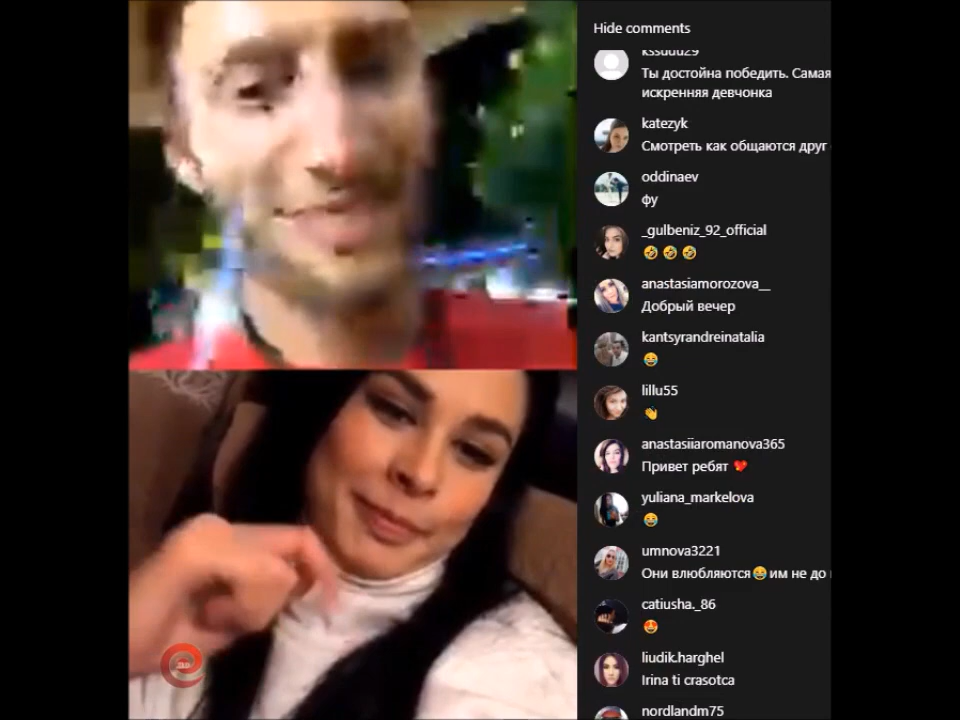 Hide comments
kssuuu29
Ты достойна победить. Самая
искренняя девчонка
katezyk
Смотреть как общаются друг
oddinaev
фу
_gulbeniz_92_official
🤣🤣🤣
anastasiamorozova__
Добрый вечер
kantsyrandreinatalia
😂
lillu55
👏
anastasiiaromanova365
Привет ребят 💖
yuliana_markelova
😂
umnova3221
Они влюбляются😂им не до
catiusha._86
🤩
liudik.harghel
Irina ti crasotca
nordlandm75